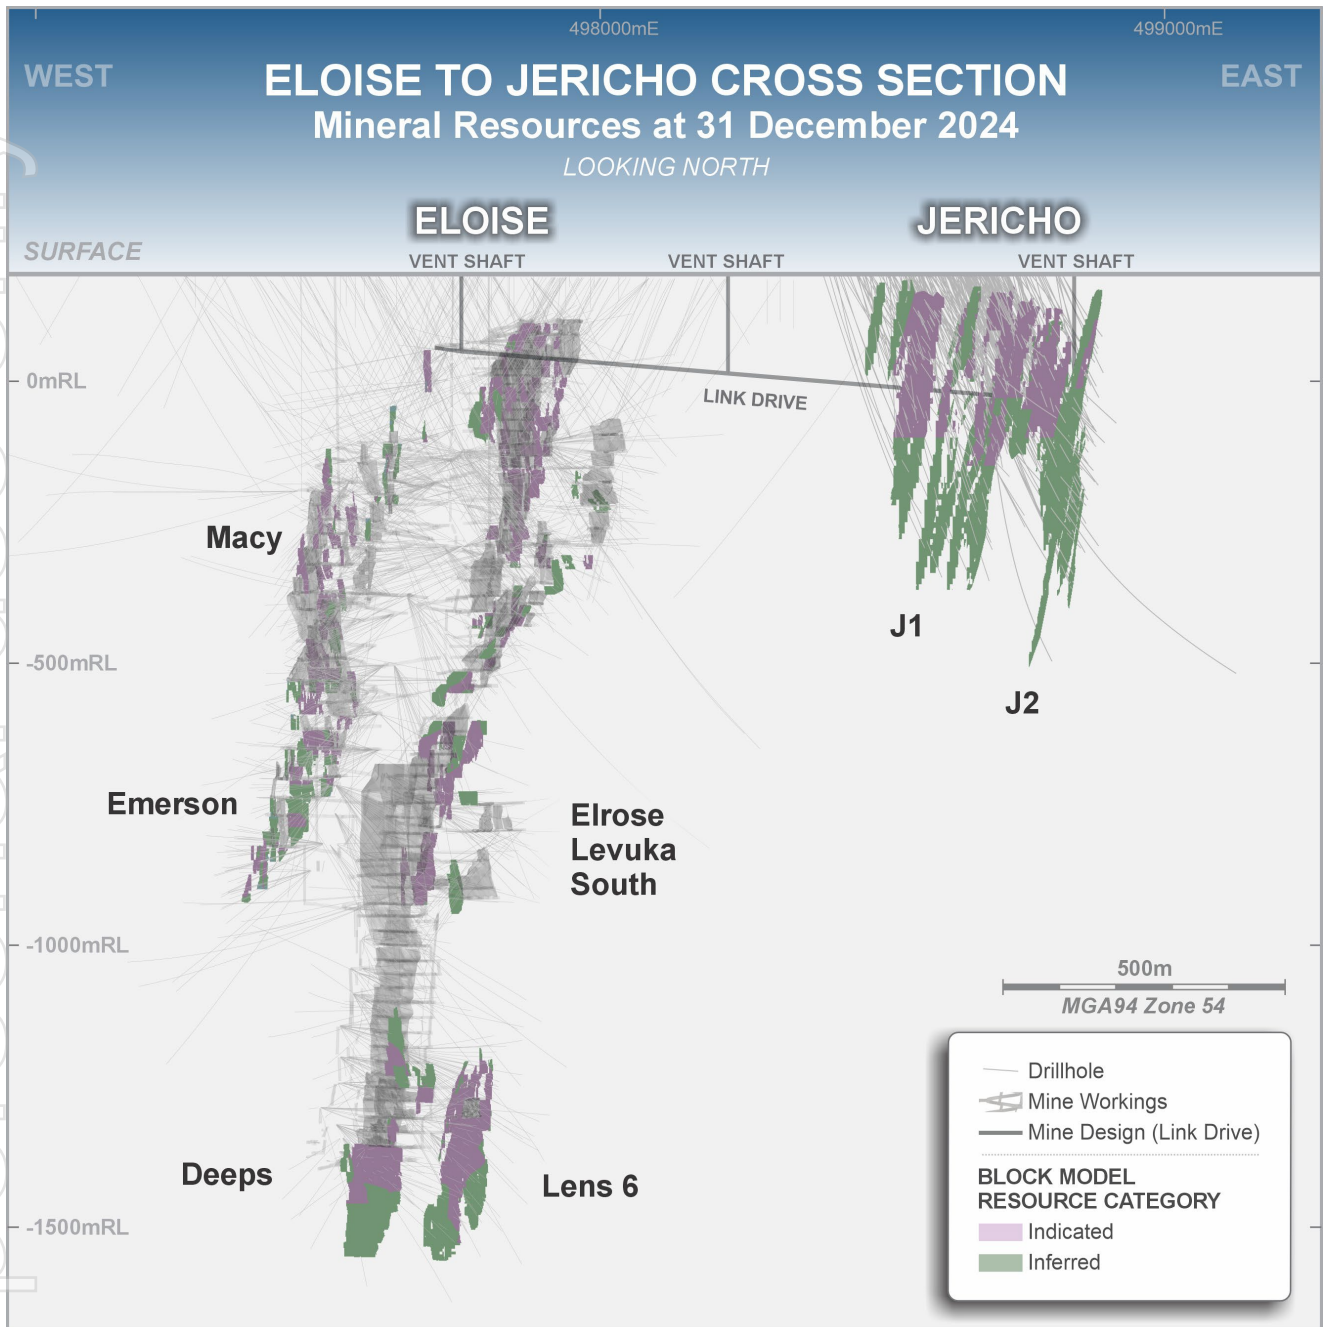 498000mE
499000mE
WEST
EAST
ELOISE TO JERICHO CROSS SECTION
Mineral Resources at 31 December 2024
LOOKING NORTH
ELOISE
JERICHO
SURFACE
VENT SHAFT
VENT SHAFT
VENT SHAFT
0mRL
LINK DRIVE
Macy
J1
-500mRL
J2
Emerson
Elrose
Levuka
South
-1000mRL
500m
MGA94 Zone 54
Deeps
Lens 6
-1500mRL
Drillhole
Mine Workings
Mine Design (Link Drive)
BLOCK MODEL
RESOURCE CATEGORY
Indicated
Inferred